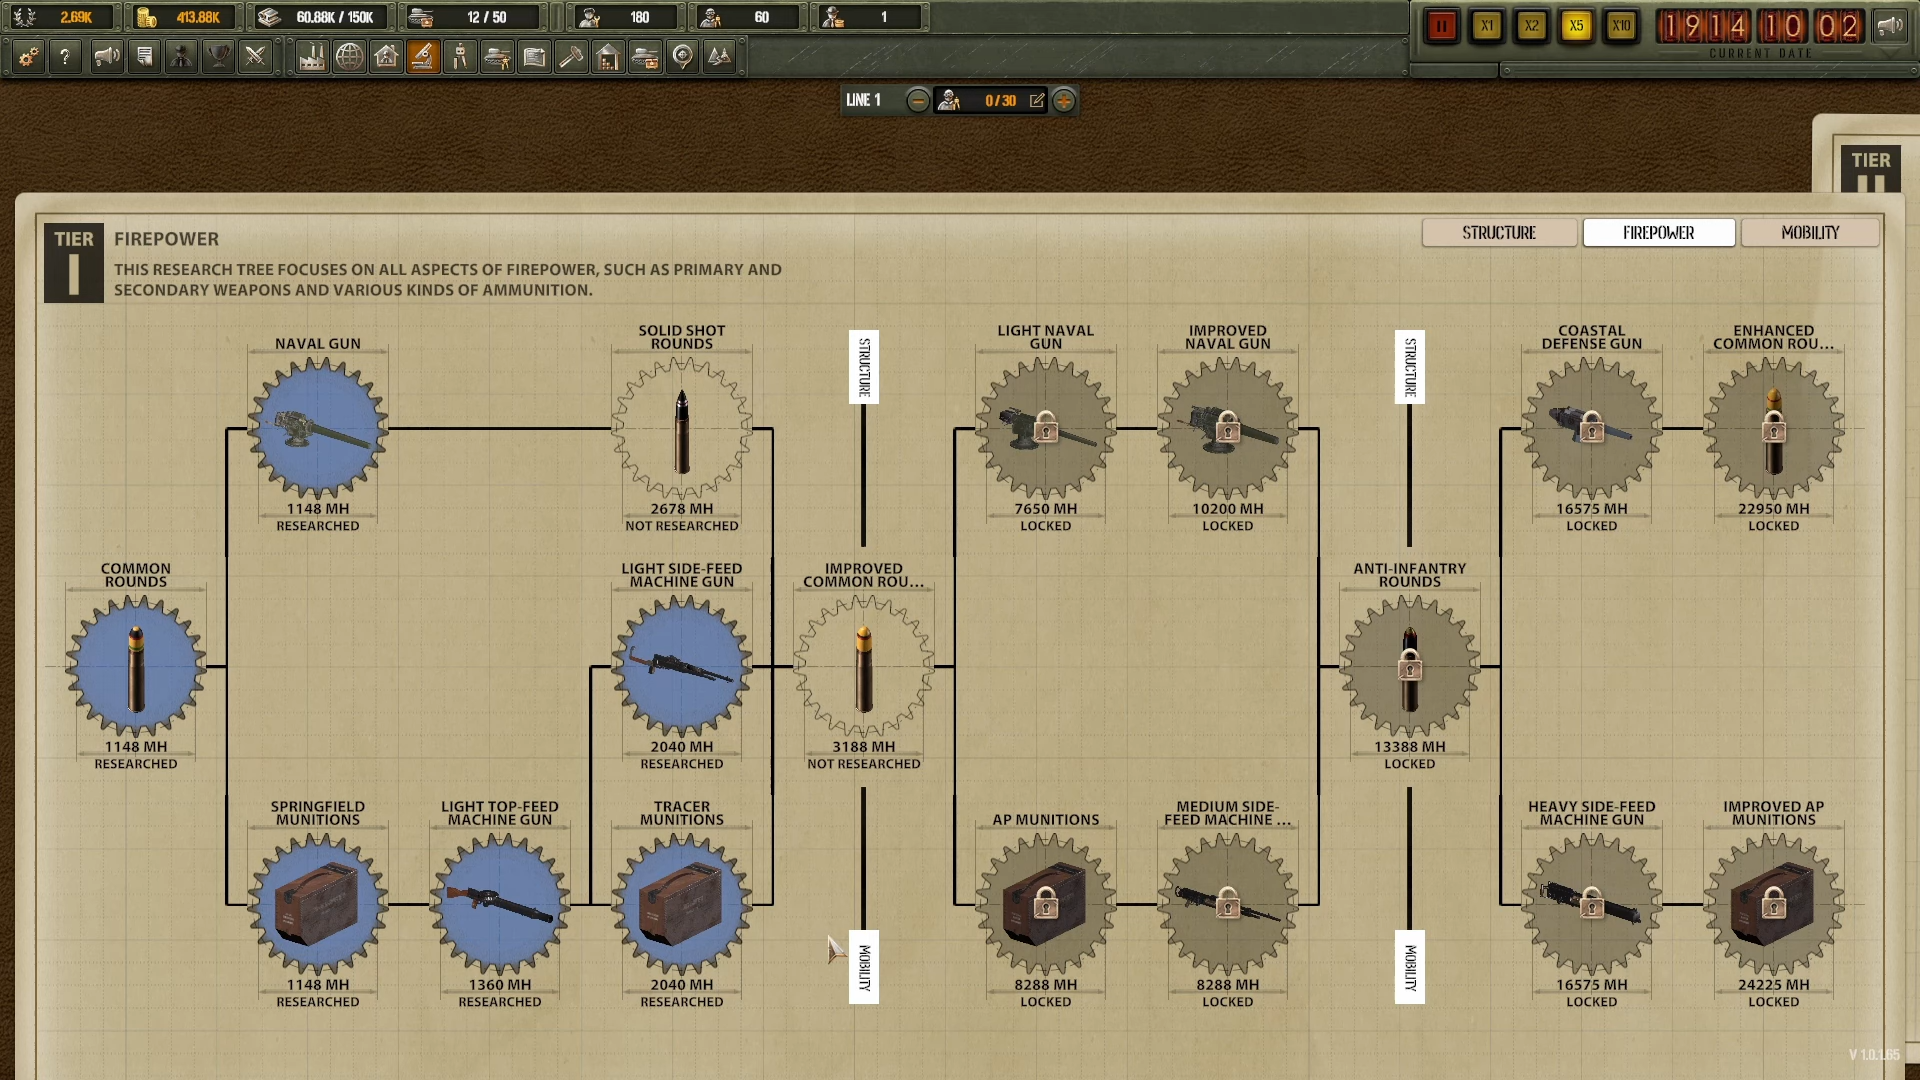 2.69K
413.88K
60.88K / 150K
12 / 50
180
60
1
X1
X2
X5
X10
1914 10 02
CURRENT DATE
?
LINE 1
0/30
TIER
II
TIER
I
FIREPOWER
THIS RESEARCH TREE FOCUSES ON ALL ASPECTS OF FIREPOWER, SUCH AS PRIMARY AND
SECONDARY WEAPONS AND VARIOUS KINDS OF AMMUNITION.
STRUCTURE
FIREPOWER
MOBILITY
NAVAL GUN
1148 MH
RESEARCHED
SOLID SHOT
ROUNDS
2678 MH
NOT RESEARCHED
STRUCTURE
LIGHT NAVAL
GUN
7650 MH
LOCKED
IMPROVED
NAVAL GUN
10200 MH
LOCKED
STRUCTURE
COASTAL
DEFENSE GUN
16575 MH
LOCKED
ENHANCED
COMMON ROU...
22950 MH
LOCKED
COMMON
ROUNDS
1148 MH
RESEARCHED
LIGHT SIDE-FEED
MACHINE GUN
2040 MH
RESEARCHED
IMPROVED
COMMON ROU...
3188 MH
NOT RESEARCHED
ANTI-INFANTRY
ROUNDS
13388 MH
LOCKED
SPRINGFIELD
MUNITIONS
1148 MH
RESEARCHED
LIGHT TOP-FEED
MACHINE GUN
1360 MH
RESEARCHED
TRACER
MUNITIONS
2040 MH
RESEARCHED
MOBILITY
AP MUNITIONS
8288 MH
LOCKED
MEDIUM SIDE-
FEED MACHINE ...
8288 MH
LOCKED
MOBILITY
HEAVY SIDE-FEED
MACHINE GUN
16575 MH
LOCKED
IMPROVED AP
MUNITIONS
24225 MH
LOCKED
V 1.0.1.65